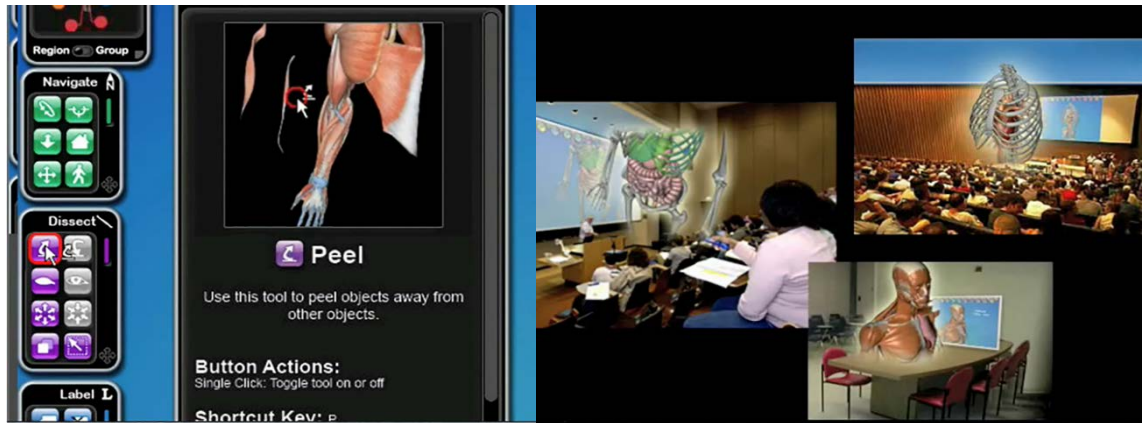 Region Group
Navigate N
Dissect
Label L
Peel
Use this tool to peel objects away from
other objects.
Button Actions:
Single Click: Toggle tool on or off
Shortcut Key: P